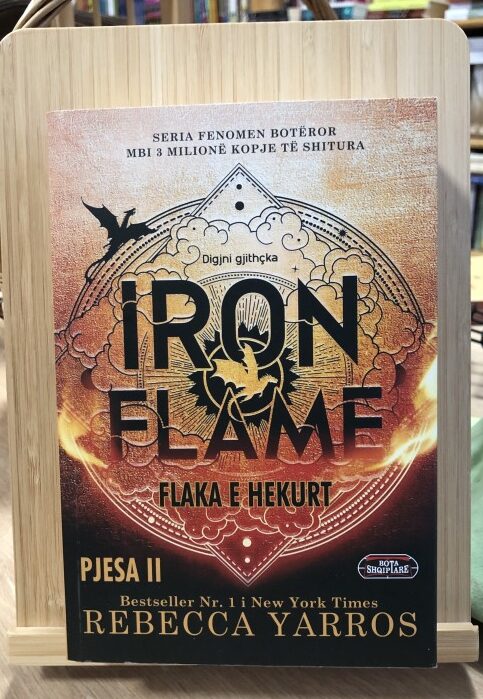 SERIA FENOMEN BOTËROR
MBI 3 MILIONË KOPJE TË SHITURA
Digjni gjithçka
IRON
FLAME
FLAKA E HEKURT
PJESA II
BOTA
SHQIPTARE
Bestseller Nr. 1 i New York Times
REBECCA YARROS